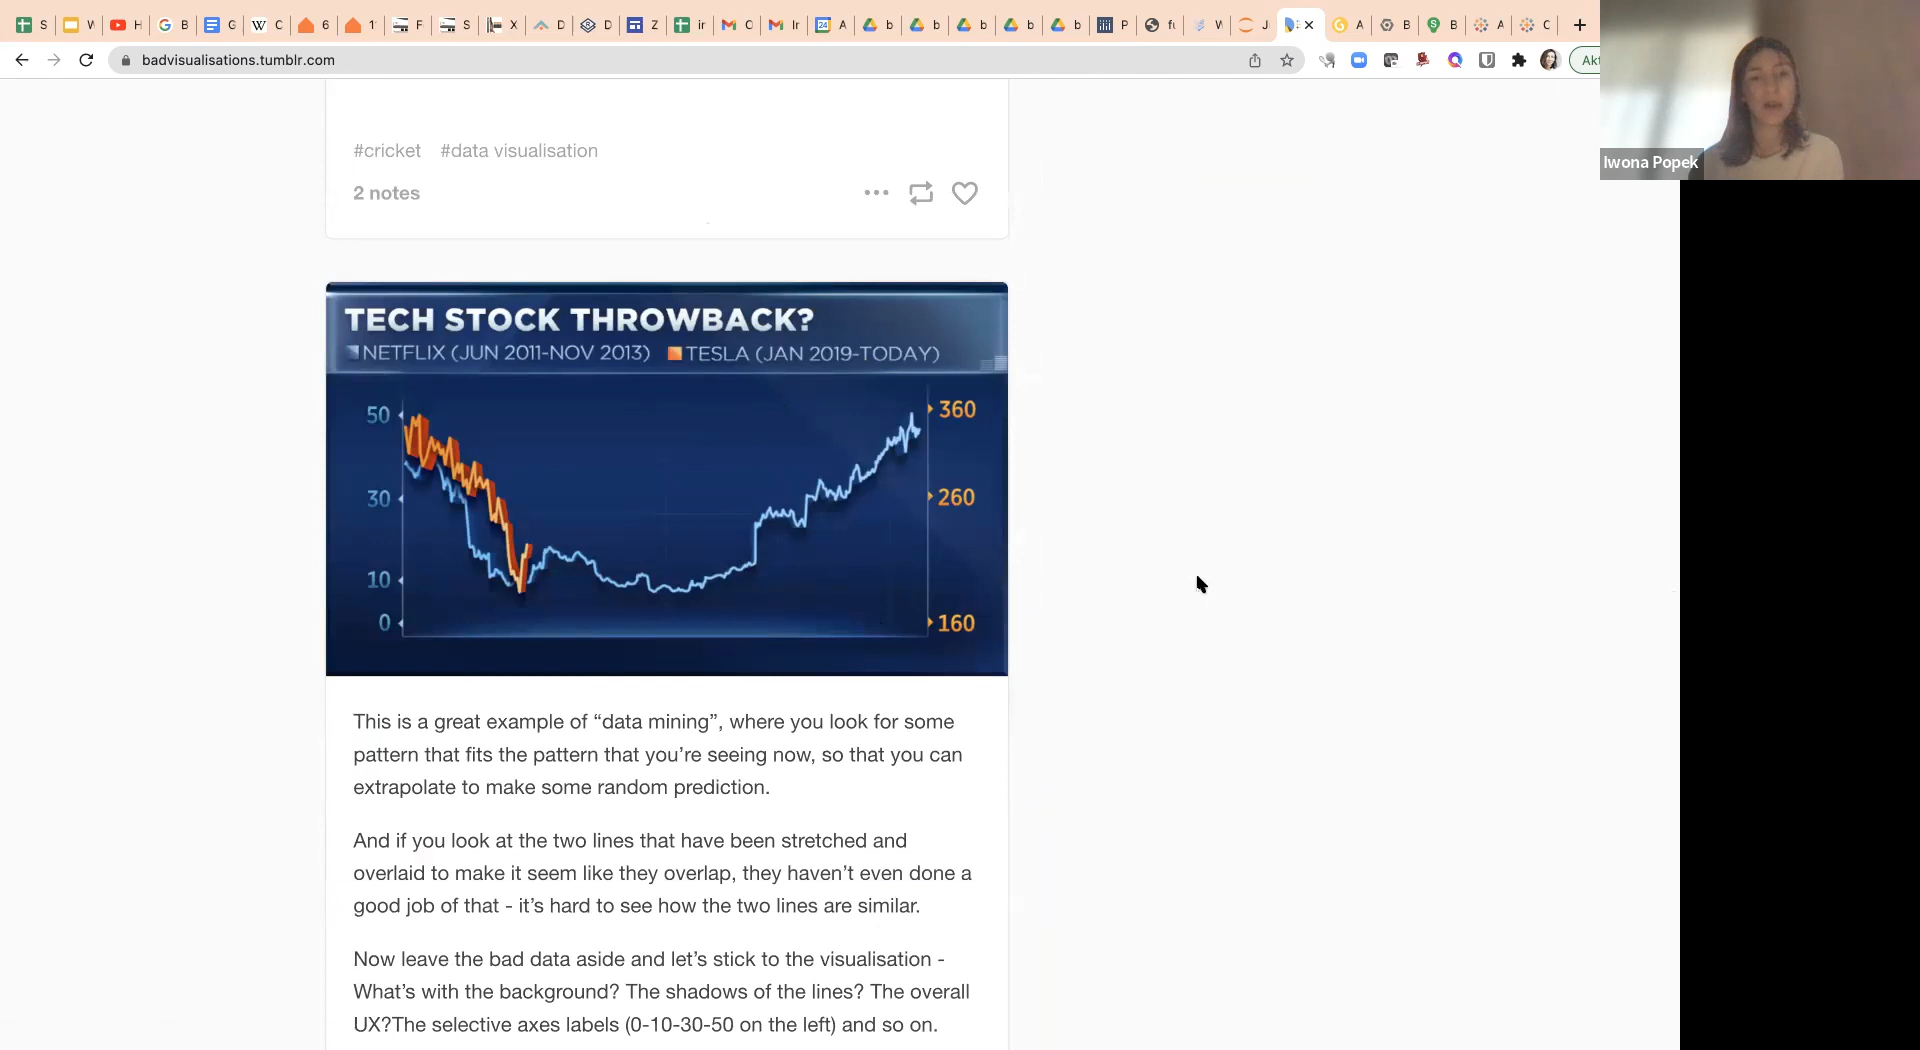 S
W
H
B
G
C
6
1
F
S
X
D
D
Z
ir
C
Ir
A
b
b
b
b
b
P
fu
W
J
A
B
B
A
C
badvisualisations.tumblr.com
Akt
Iwona Popek
#cricket #data visualisation
2 notes
TECH STOCK THROWBACK?
NETFLIX (JUN 2011-NOV 2013) TESLA (JAN 2019-TODAY)
50 360
30 260
10
0 160
This is a great example of “data mining”, where you look for some
pattern that fits the pattern that you’re seeing now, so that you can
extrapolate to make some random prediction.
And if you look at the two lines that have been stretched and
overlaid to make it seem like they overlap, they haven’t even done a
good job of that - it’s hard to see how the two lines are similar.
Now leave the bad data aside and let’s stick to the visualisation -
What’s with the background? The shadows of the lines? The overall
UX?The selective axes labels (0-10-30-50 on the left) and so on.